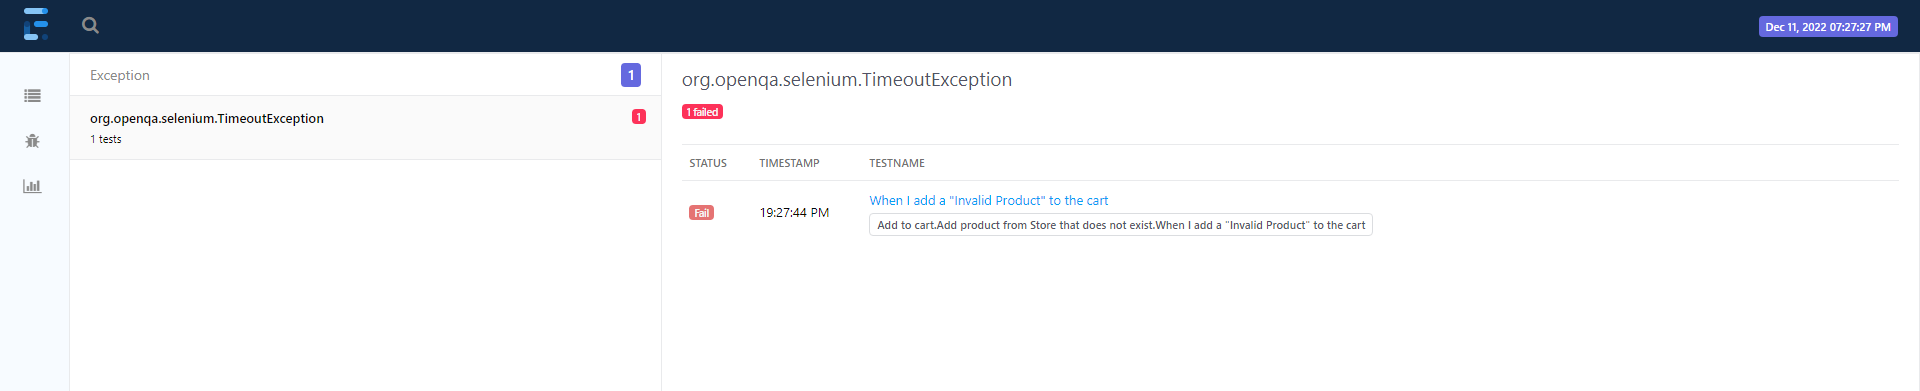 Dec 11, 2022 07:27:27 PM
Exception
1
org.openqa.selenium.TimeoutException
1
1 tests
org.openqa.selenium.TimeoutException
1 failed
STATUS TIMESTAMP TESTNAME
Fail 19:27:44 PM
When I add a "Invalid Product" to the cart
Add to cart.Add product from Store that does not exist.When I add a "Invalid Product" to the cart